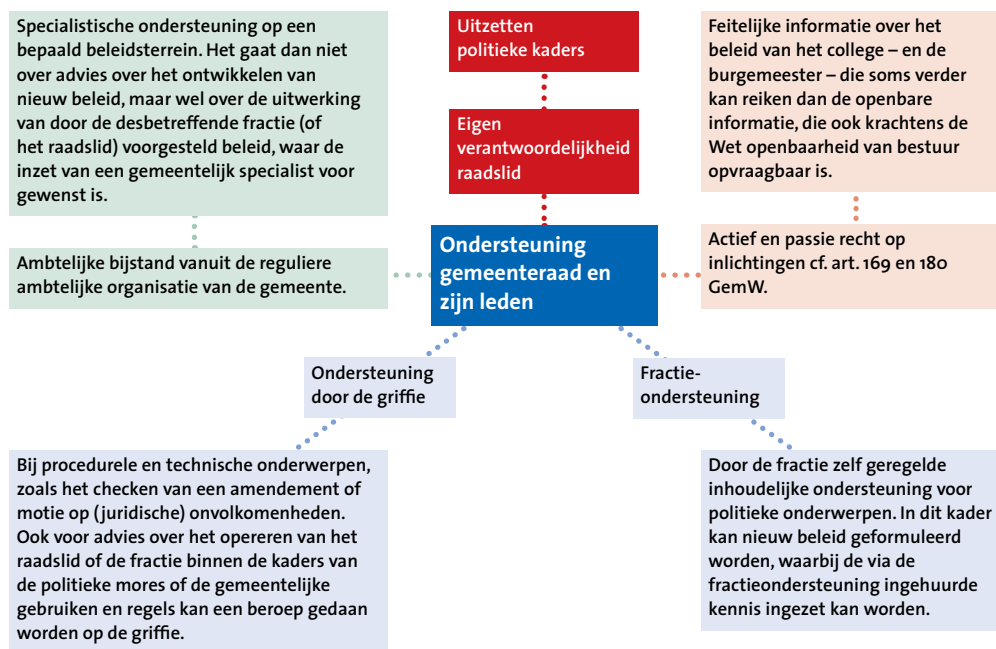 Specialistische ondersteuning op een
bepaald beleidsterrein. Het gaat dan niet
over advies over het ontwikkelen van
nieuw beleid, maar wel over de uitwerking
van door de desbetreffende fractie (of
het raadslid) voorgesteld beleid, waar de
inzet van een gemeentelijk specialist voor
gewenst is.
Uitzetten
politieke kaders
Feitelijke informatie over het
beleid van het college – en de
burgemeester – die soms verder
kan reiken dan de openbare
informatie, die ook krachtens de
Wet openbaarheid van bestuur
opvraagbaar is.
Eigen
verantwoordelijkheid
raadslid
Ambtelijke bijstand vanuit de reguliere
ambtelijke organisatie van de gemeente.
Ondersteuning
gemeenteraad en
zijn leden
Actief en passie recht op
inlichtingen cf. art. 169 en 180
GemW.
Ondersteuning
door de griffie
Fractie-
ondersteuning
Bij procedurele en technische onderwerpen,
zoals het checken van een amendement of
motie op (juridische) onvolkomenheden.
Ook voor advies over het opereren van het
raadslid of de fractie binnen de kaders van
de politieke mores of de gemeentelijke
gebruiken en regels kan een beroep gedaan
worden op de griffie.
Door de fractie zelf geregelde
inhoudelijke ondersteuning voor
politieke onderwerpen. In dit kader
kan nieuw beleid geformuleerd
worden, waarbij de via de
fractieondersteuning ingehuurde
kennis ingezet kan worden.